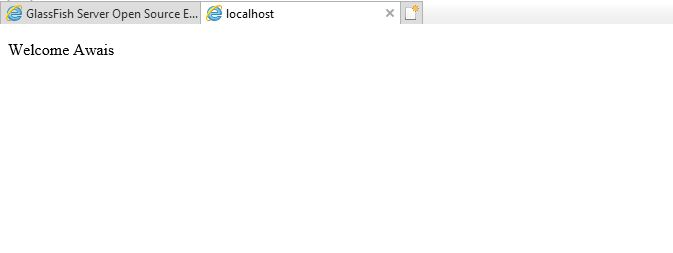 GlassFish Server Open Source E...
localhost
Welcome Awais